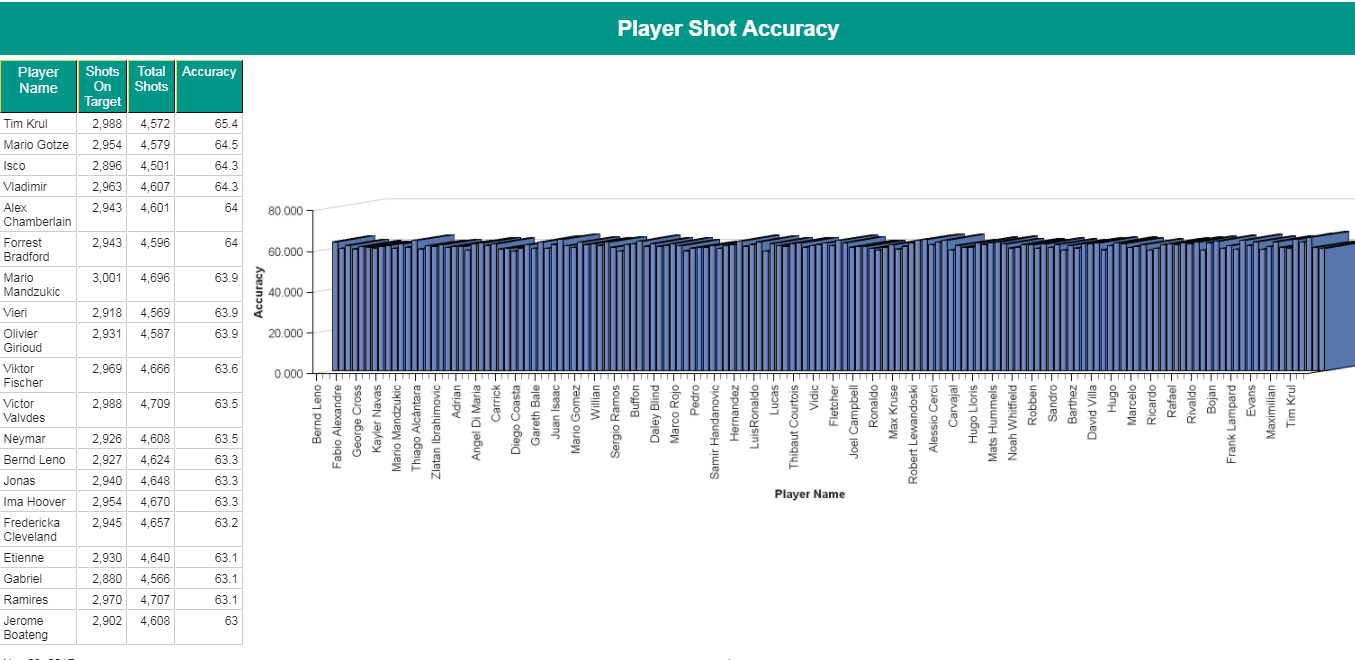 Player Shot Accuracy
Player Name Shots On Target Total Shots Accuracy
Tim Krul 2,988 4,572 65.4
Mario Gotze 2,954 4,579 64.5
Isco 2,896 4,501 64.3
Vladimir 2,963 4,607 64.3
Alex Chamberlain 2,943 4,601 64
Forrest Bradford 2,943 4,596 64
Mario Mandzukic 3,001 4,696 63.9
Vieri 2,918 4,569 63.9
Olivier Girioud 2,931 4,587 63.9
Viktor Fischer 2,969 4,666 63.6
Victor Valvdes 2,988 4,709 63.5
Neymar 2,926 4,608 63.5
Bernd Leno 2,927 4,624 63.3
Jonas 2,940 4,648 63.3
Ima Hoover 2,954 4,670 63.3
Fredericka Cleveland 2,945 4,657 63.2
Etienne 2,930 4,640 63.1
Gabriel 2,880 4,566 63.1
Ramires 2,970 4,707 63.1
Jerome Boateng 2,902 4,608 63
80.000
60.000
40.000
20.000
0.000
Accuracy
Bernd Leno
Fabio Alexandre
George Cross
Kayler Navas
Mario Mandzukic
Thiago Alcántara
Zlatan Ibrahimovic
Adrian
Angel Di Maria
Carrick
Diego Coasta
Gareth Bale
Juan Isaac
Mario Gomez
Willian
Sergio Ramos
Buffon
Daley Blind
Marco Rojo
Pedro
Samir Handanovic
Hernandez
LuisRonaldo
Lucas
Thibaut Courtois
Vidic
Fletcher
Joel Campbell
Ronaldo
Max Kruse
Robert Lewandoski
Alessio Cerci
Carvajal
Hugo Lloris
Mats Hummels
Noah Whitfield
Robben
Sandro
Barthez
David Villa
Hugo
Marcelo
Ricardo
Rafael
Rivaldo
Bojan
Frank Lampard
Evans
Maximilian
Tim Krul
Player Name